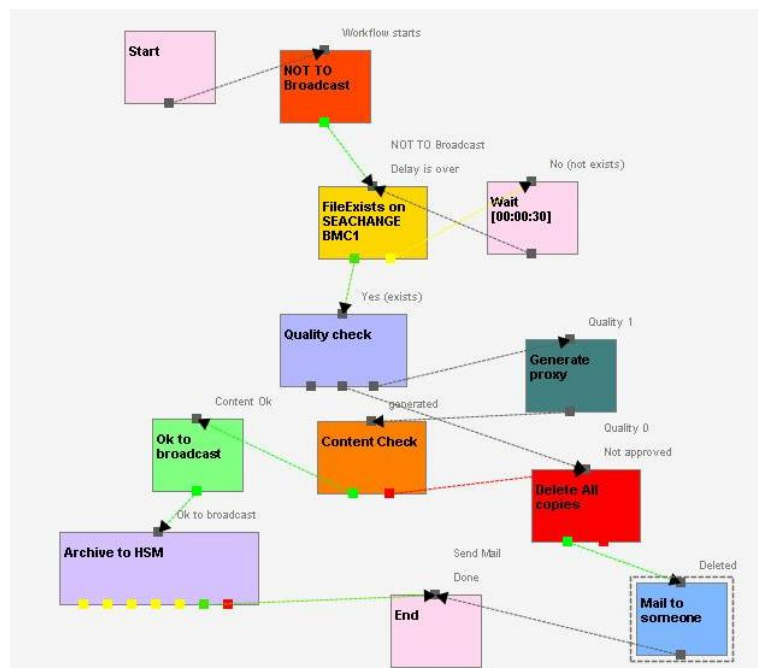 Workflow starts
Start
NOT TO
Broadcast
NOT TO Broadcast
Delay is over
No (not exists)
FileExists on
SEACHANGE
BMC1
Wait
[00:00:30]
Yes (exists)
Quality check
Quality 1
Generate
proxy
generated
Content Ok
Quality 0
Not approved
Ok to
broadcast
Content Check
Delete All
copies
Ok to broadcast
Archive to HSM
Send Mail
Done
Deleted
End
Mail to
someone